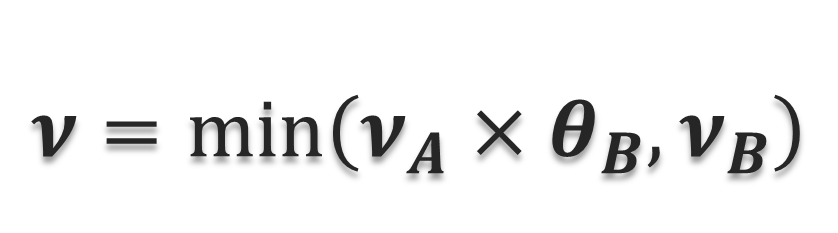 𝝂 = min(𝝂_A × 𝜽_B, 𝝂_B)